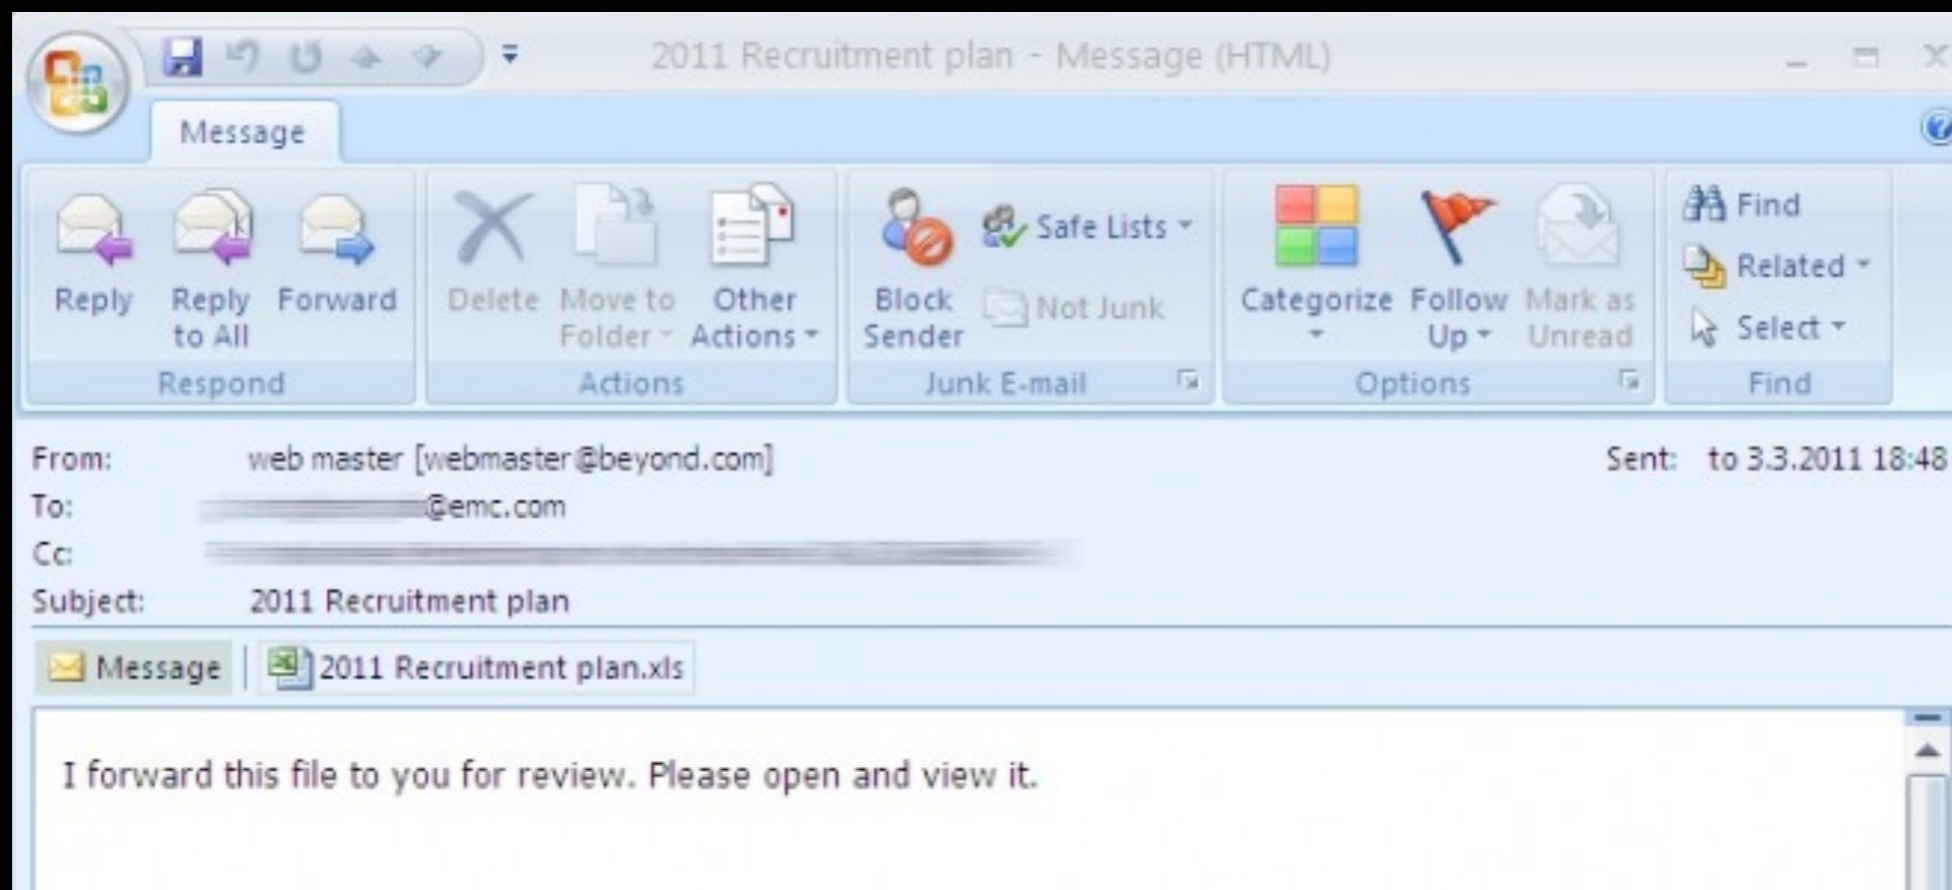 2011 Recruitment plan - Message (HTML)
Message
Reply
Reply to All
Forward
Delete
Move to Folder
Other Actions
Block Sender
Safe Lists
Not Junk
Categorize
Follow Up
Mark as Unread
Find
Related
Select
Respond
Actions
Junk E-mail
Options
Find
From: web master [webmaster@beyond.com]
Sent: to 3.3.2011 18:48
To: @emc.com
Cc:
Subject: 2011 Recruitment plan
Message
2011 Recruitment plan.xls
I forward this file to you for review. Please open and view it.